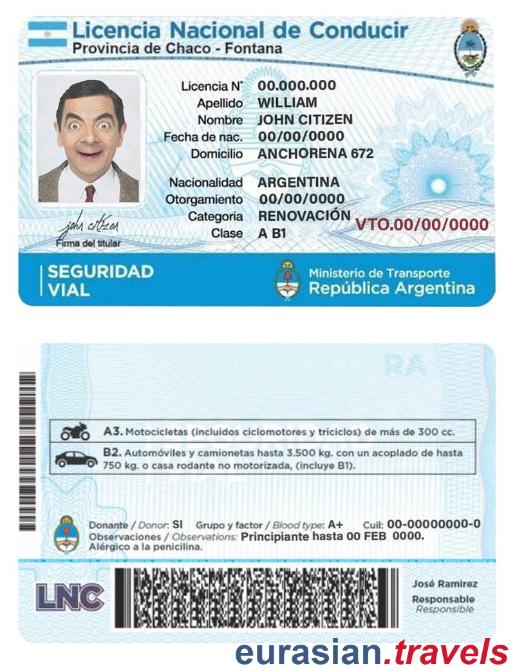 Licencia Nacional de Conducir
Provincia de Chaco - Fontana
Licencia N° 00.000.000
Apellido WILLIAM
Nombre JOHN CITIZEN
Fecha de nac. 00/00/0000
Domicilio ANCHORENA 672
Nacionalidad ARGENTINA
Otorgamiento 00/00/0000
Categoria RENOVACIÓN
VTO.00/00/0000
Clase A B1
john citizen
Firma del titular
SEGURIDAD
VIAL
Ministerio de Transporte
República Argentina
RA
A3. Motocicletas (incluidos ciclomotores y triciclos) de más de 300 cc.
B2. Automóviles y camionetas hasta 3.500 kg. con un acoplado de hasta
750 kg. o casa rodante no motorizada, (incluye B1).
Donante / Donor: SI Grupo y factor / Blood type: A+ Cuil: 00-00000000-0
Observaciones / Observations: Principiante hasta 00 FEB 0000.
Alérgico a la penicilina.
LNC
José Ramirez
Responsable
Responsible
eurasian.travels